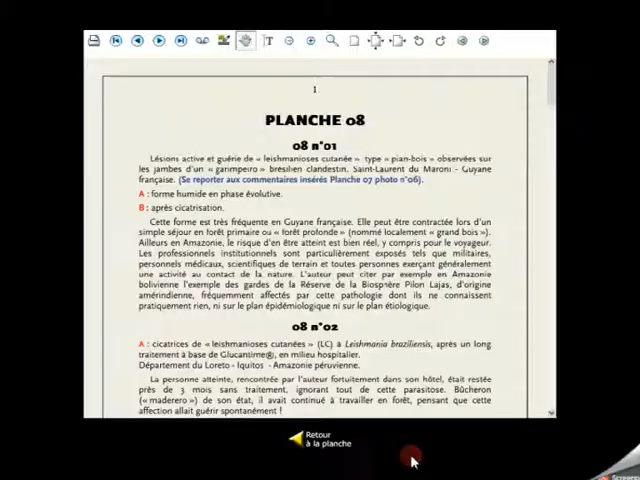 1
PLANCHE 08
08 n°01
Lésions active et guérie de « leishmanioses cutanée » type « pian-bois » observées sur
les jambes d'un « garimpeiro » brésilien clandestin. Saint-Laurent du Maroni - Guyane
française. (Se reporter aux commentaires insérés Planche 07 photo n°06).
A : forme humide en phase évolutive.
B : après cicatrisation.
Cette forme est très fréquente en Guyane française. Elle peut être contractée lors d'un
simple séjour en forêt primaire ou « forêt profonde » (nommé localement « grand bois »).
Ailleurs en Amazonie, le risque d'en être atteint est bien réel, y compris pour le voyageur.
Les professionnels institutionnels sont particulièrement exposés tels que militaires,
personnels médicaux, scientifiques de terrain et toutes personnes exerçant généralement
une activité au contact de la nature. L'auteur peut citer par exemple en Amazonie
bolivienne l'exemple des gardes de la Réserve de la Biosphère Pilon Lajas, d'origine
amérindienne, fréquemment affectés par cette pathologie dont ils ne connaissent
pratiquement rien, ni sur le plan épidémiologique ni sur le plan étiologique.
08 n°02
A : cicatrices de « leishmanioses cutanées » (LC) à Leishmania braziliensis, après un long
traitement à base de Glucantime®, en milieu hospitalier.
Département du Loreto - Iquitos - Amazonie péruvienne.
La personne atteinte, rencontrée par l'auteur fortuitement dans son hôtel, était restée
près de 3 mois sans traitement, ignorant tout de cette parasitose. Bûcheron
(« maderero ») de son état, il avait continué à travailler en forêt, pensant que cette
affection allait guérir spontanément !
Retour
à la planche